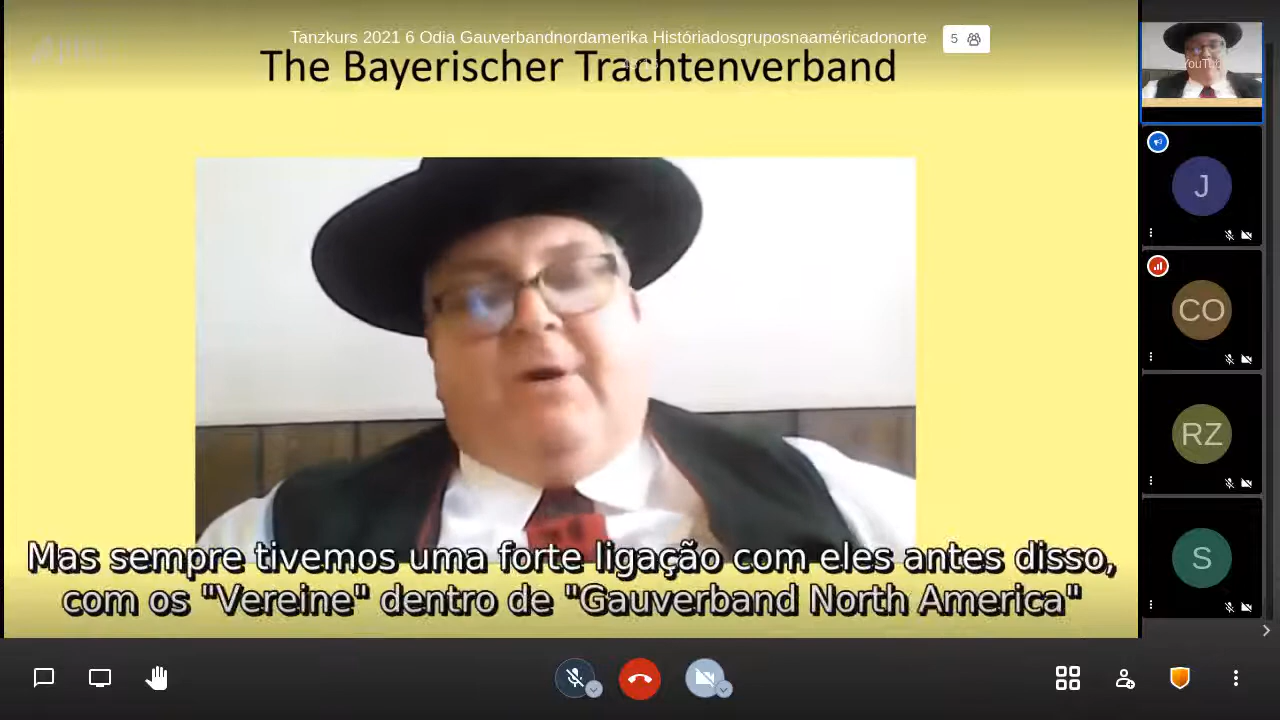 Tanzkurs 2021 6 Odia Gauverbandnordamerika Históriadosgruposnaaméricadonorte
5
The Bayerischer Trachtenverband
YouTube
J
CO
RZ
S
Mas sempre tivemos uma forte ligação com eles antes disso,
com os "Vereine" dentro de "Gauverband North America"